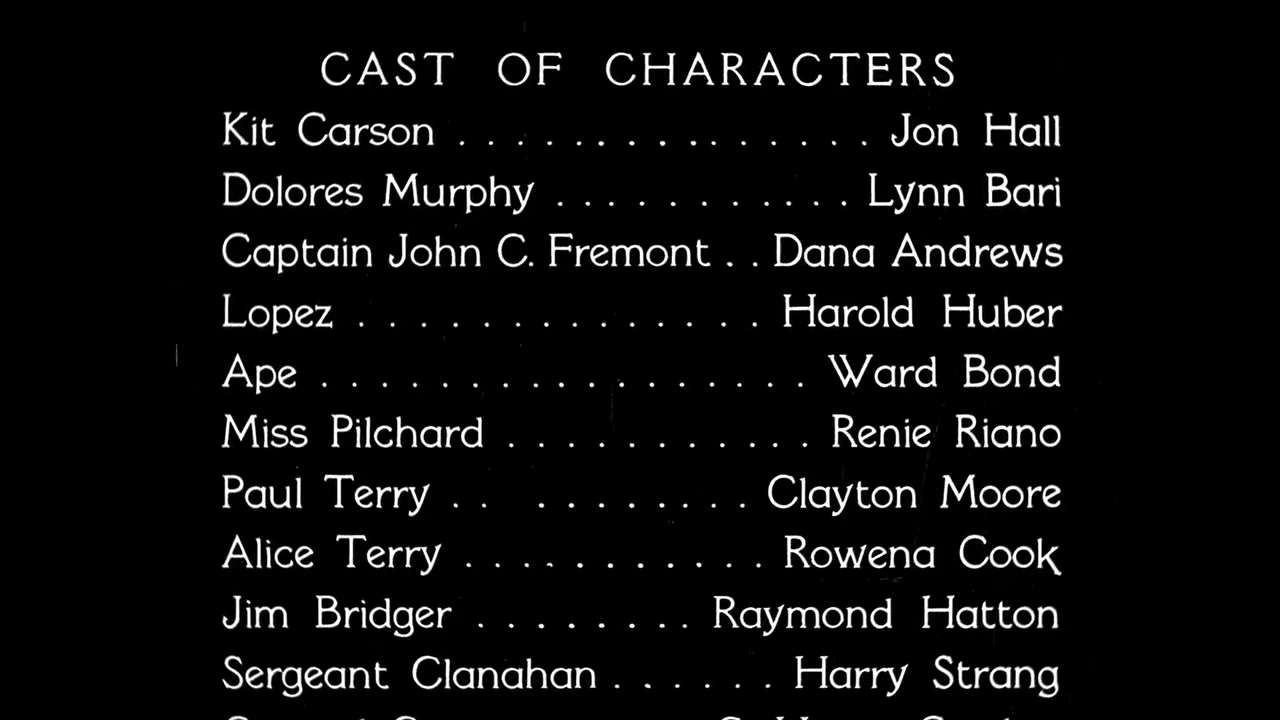 CAST OF CHARACTERS
Kit Carson . . . . . . . . . . . . . . . Jon Hall
Dolores Murphy . . . . . . . . . . . Lynn Bari
Captain John C. Fremont . . Dana Andrews
Lopez . . . . . . . . . . . . . . Harold Huber
Ape . . . . . . . . . . . . . . . . . Ward Bond
Miss Pilchard . . . . . . . . . . . Renie Riano
Paul Terry . . . . . . . . . . Clayton Moore
Alice Terry . . . . . . . . . . . Rowena Cook
Jim Bridger . . . . . . . . Raymond Hatton
Sergeant Clanahan . . . . . . Harry Strang